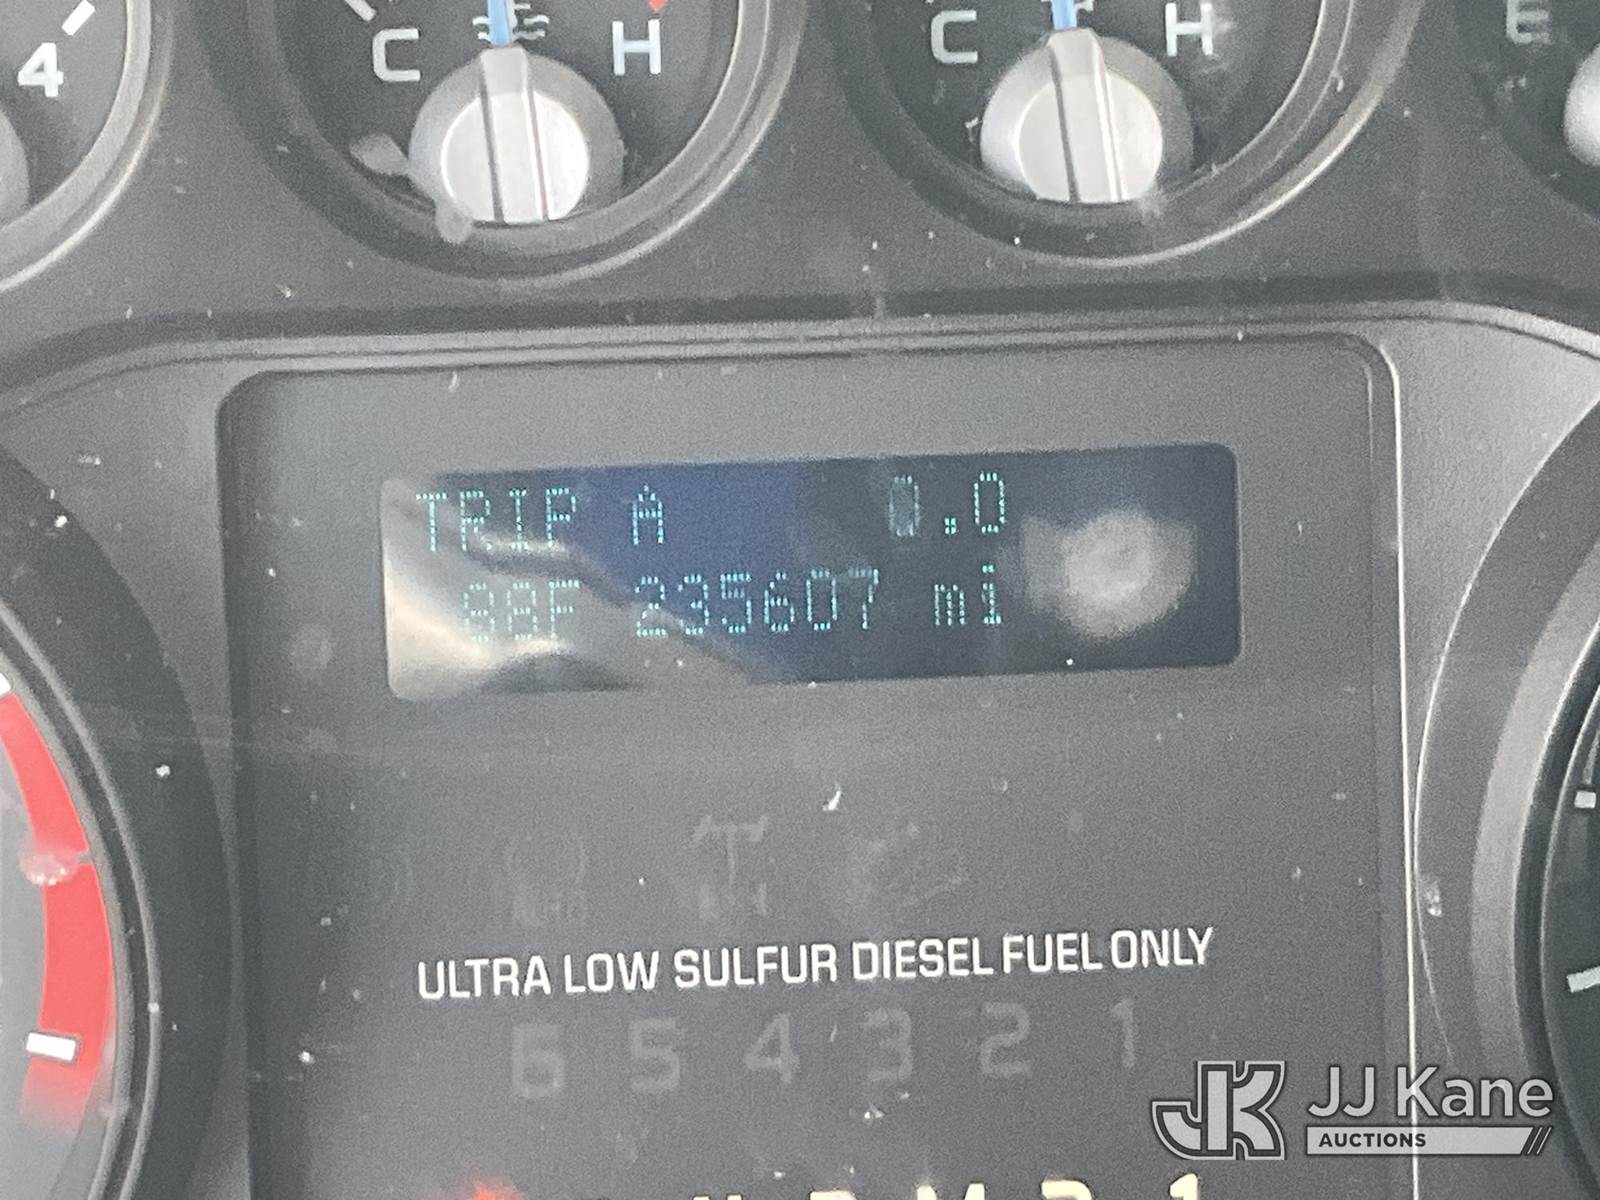 4
C H
C H
E
TRIP A 0.0
88F 235607 mi
ULTRA LOW SULFUR DIESEL FUEL ONLY
6 5 4 3 2 1
JJ Kane
AUCTIONS